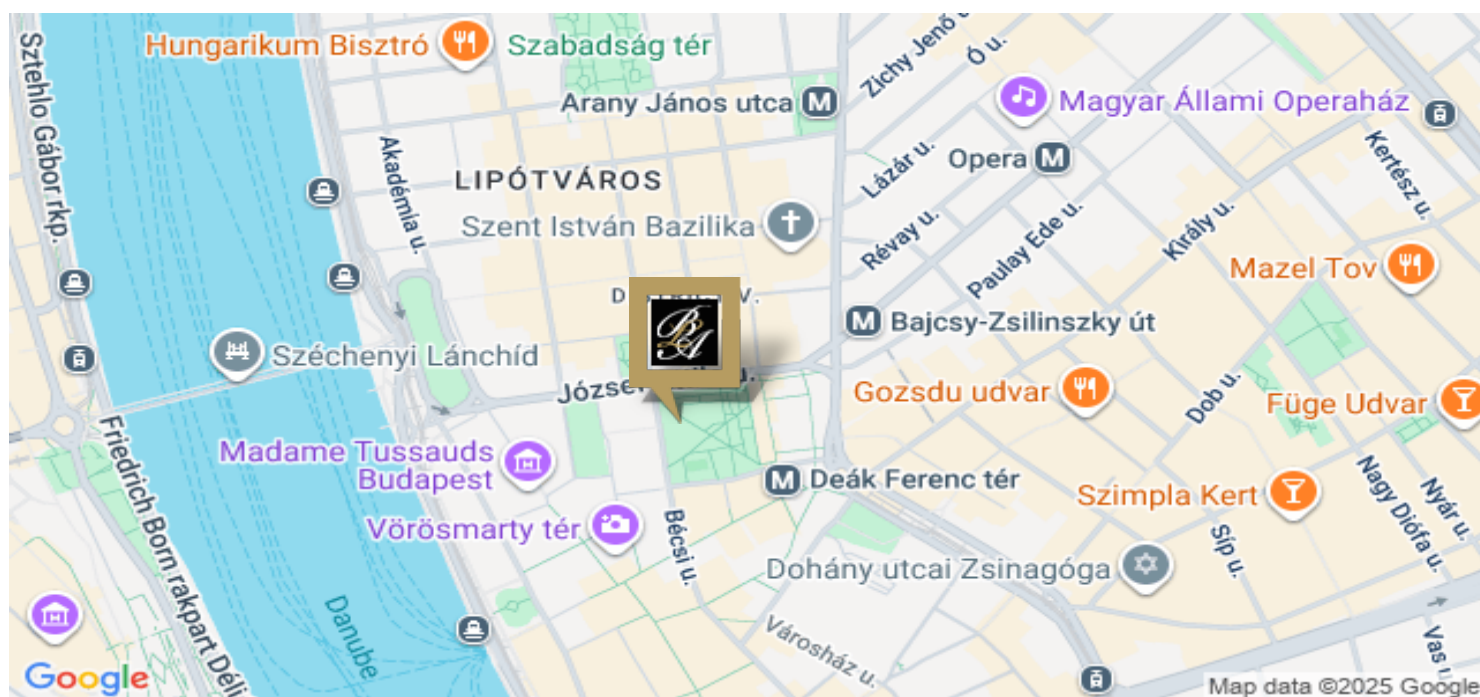 Sztehlo Gábor rkp.
Hungarikum Bisztró
Szabadság tér
Zichy Jenő u.
Ó u.
Arany János utca
M
Magyar Állami Operaház
Akadémia u.
LIPÓTVÁROS
Lázár u.
Opera
M
Kertész u.
Szent István Bazilika
Révay u.
Paulay Ede u.
Király u.
Mazel Tov
M
Bajcsy-Zsilinszky út
Széchenyi Lánchíd
Gozsdu udvar
Dob u.
Füge Udvar
Friedrich Born rakpart Déli
Madame Tussauds
Budapest
M
Deák Ferenc tér
Szimpla Kert
Nagy Diófa u.
Nyár u.
Vörösmarty tér
Bécsi u.
Síp u.
Dohány utcai Zsinagóga
Danube
Városház u.
Vas u.
Google
Map data ©2025 Google